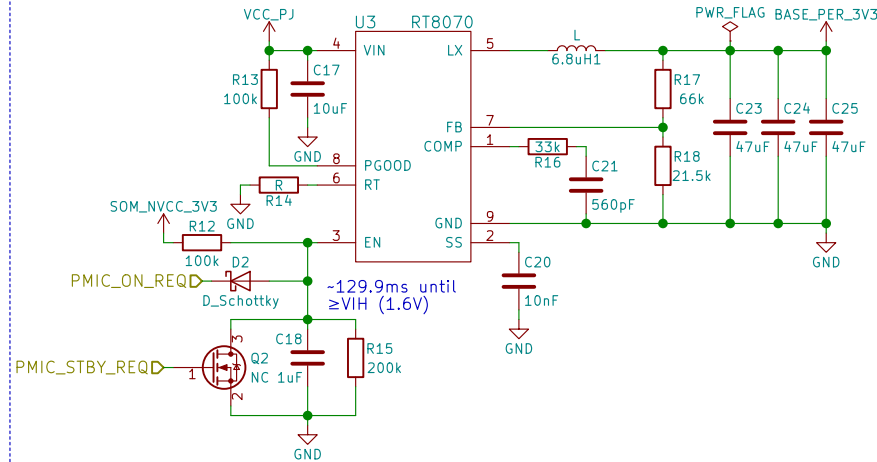 VCC_PJ
U3
RT8070
PWR_FLAG
BASE_PER_3V3
4
VIN
LX
5
L
6.8uH1
R13
100k
C17
10uF
GND
R17
66k
C23
47uF
C24
47uF
C25
47uF
FB
7
COMP
1
33k
R16
R18
21.5k
8
PGOOD
6
RT
R
R14
GND
C21
560pF
SOM_NVCC_3V3
GND
9
R12
100k
3
EN
SS
2
GND
PMIC_ON_REQ
D2
D_Schottky
C20
10nF
~129.9ms until
≥VIH (1.6V)
GND
PMIC_STBY_REQ
1
3
2
Q2
NC
C18
1uF
R15
200k
GND